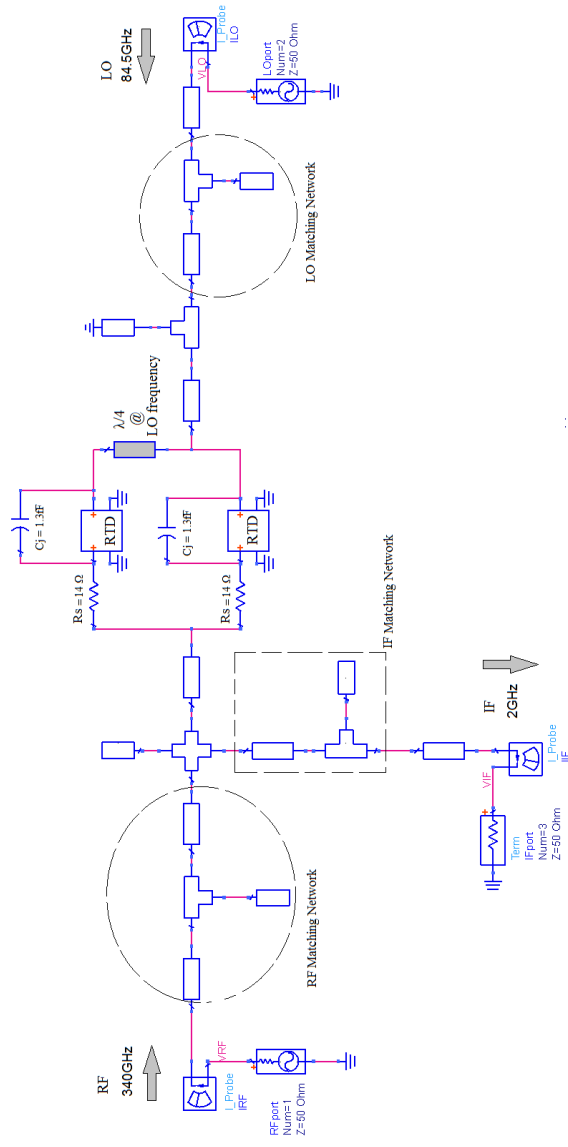 RF
340GHz
I_Probe
IRF
VRF
RFport
Num=1
Z=50 Ohm
RF Matching Network
Rs = 14 Ω
Cj = 1.3fF
RTD
Rs = 14 Ω
Cj = 1.3fF
RTD
λ/4
@
LO frequency
IF Matching Network
IF
2GHz
I_Probe
IIF
VIF
Term
IFport
Num=3
Z=50 Ohm
LO Matching Network
LO
84.5GHz
I_Probe
ILO
VLO
LOport
Num=2
Z=50 Ohm